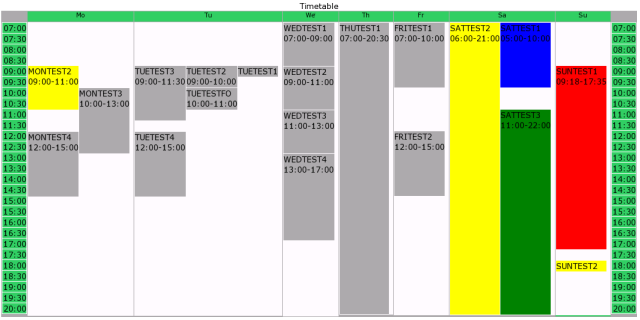 Timetable
Mo Tu We Th Fr Sa Su
07:00 WEDTEST1 THUTEST1 FRITEST1 SATTEST2 SATTEST1 07:00
07:30 07:00-09:00 07:00-20:30 07:00-10:00 06:00-21:00 05:00-10:00 07:30
08:00 08:00
08:30 08:30
09:00 MONTEST2 TUETEST3 TUETEST2 TUETEST1 WEDTEST2 SUNTEST1 09:00
09:30 09:00-11:00 09:00-11:30 09:00-10:00 09:00-11:00 09:18-17:35 09:30
10:00 MONTEST3 TUETESTFO 10:00
10:30 10:00-13:00 10:00-11:00 10:30
11:00 WEDTEST3 SATTEST3 11:00
11:30 11:00-13:00 11:00-22:00 11:30
12:00 MONTEST4 TUETEST4 FRITEST2 12:00
12:30 12:00-15:00 12:00-15:00 12:00-15:00 12:30
13:00 WEDTEST4 13:00
13:30 13:00-17:00 13:30
14:00 14:00
14:30 14:30
15:00 15:00
15:30 15:30
16:00 16:00
16:30 16:30
17:00 17:00
17:30 17:30
18:00 SUNTEST2 18:00
18:30 18:30
19:00 19:00
19:30 19:30
20:00 20:00